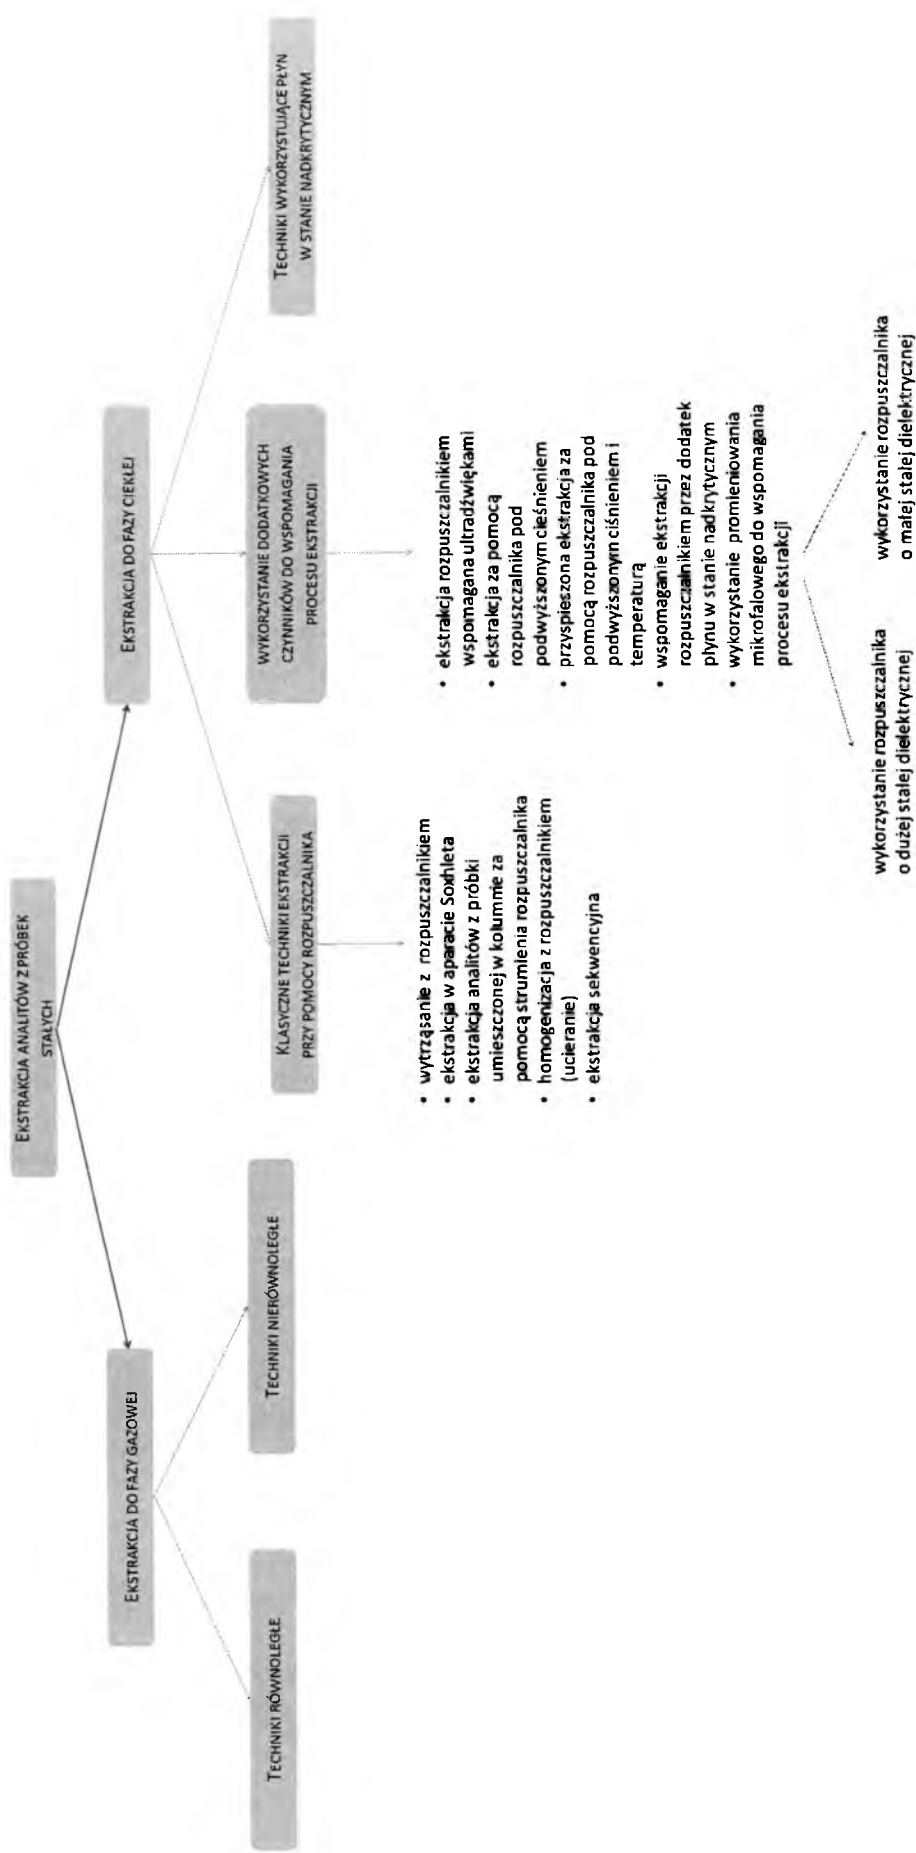 EKSTRAKCJA ANALITÓW Z PRÓBEK
STAŁYCH
EKSTRAKCJA DO FAZY GAZOWEJ
EKSTRAKCJA DO FAZY CIEKŁEJ
TECHNIKI RÓWNOLEGŁE
TECHNIKI NIERÓWNOLEGŁE
KLASYCZNE TECHNIKI EKSTRAKCJI
PRZY POMOCY ROZPUSZCZALNIKA
WYKORZYSTANIE DODATKOWYCH
CZYNNIKÓW DO WSPOMAGANIA
PROCESU EKSTRAKCJI
TECHNIKI WYKORZYSTUJĄCE PŁYN
W STANIE NADKRYTYCZNYM
• wytrząsanie z rozpuszczalnikiem
• ekstrakcja w aparacie Soxhleta
• ekstrakcja analitów z próbki
umieszczonej w kolumnie za
pomocą strumienia rozpuszczalnika
• homogenizacja z rozpuszczalnikiem
(ucieranie)
• ekstrakcja sekwencyjna
• ekstrakcja rozpuszczalnikiem
wspomagana ultradźwiękami
• ekstrakcja za pomocą
rozpuszczalnika pod
podwyższonym cieśnieniem
• przyspieszona ekstrakcja za
pomocą rozpuszczalnika pod
podwyższonym ciśnieniem i
temperaturą
• wspomaganie ekstrakcji
rozpuszczalnikiem przez dodatek
płynu w stanie nadkrytycznym
• wykorzystanie promieniowania
mikrofalowego do wspomagania
procesu ekstrakcji
wykorzystanie rozpuszczalnika
o dużej stałej dielektrycznej
wykorzystanie rozpuszczalnika
o małej stałej dielektrycznej